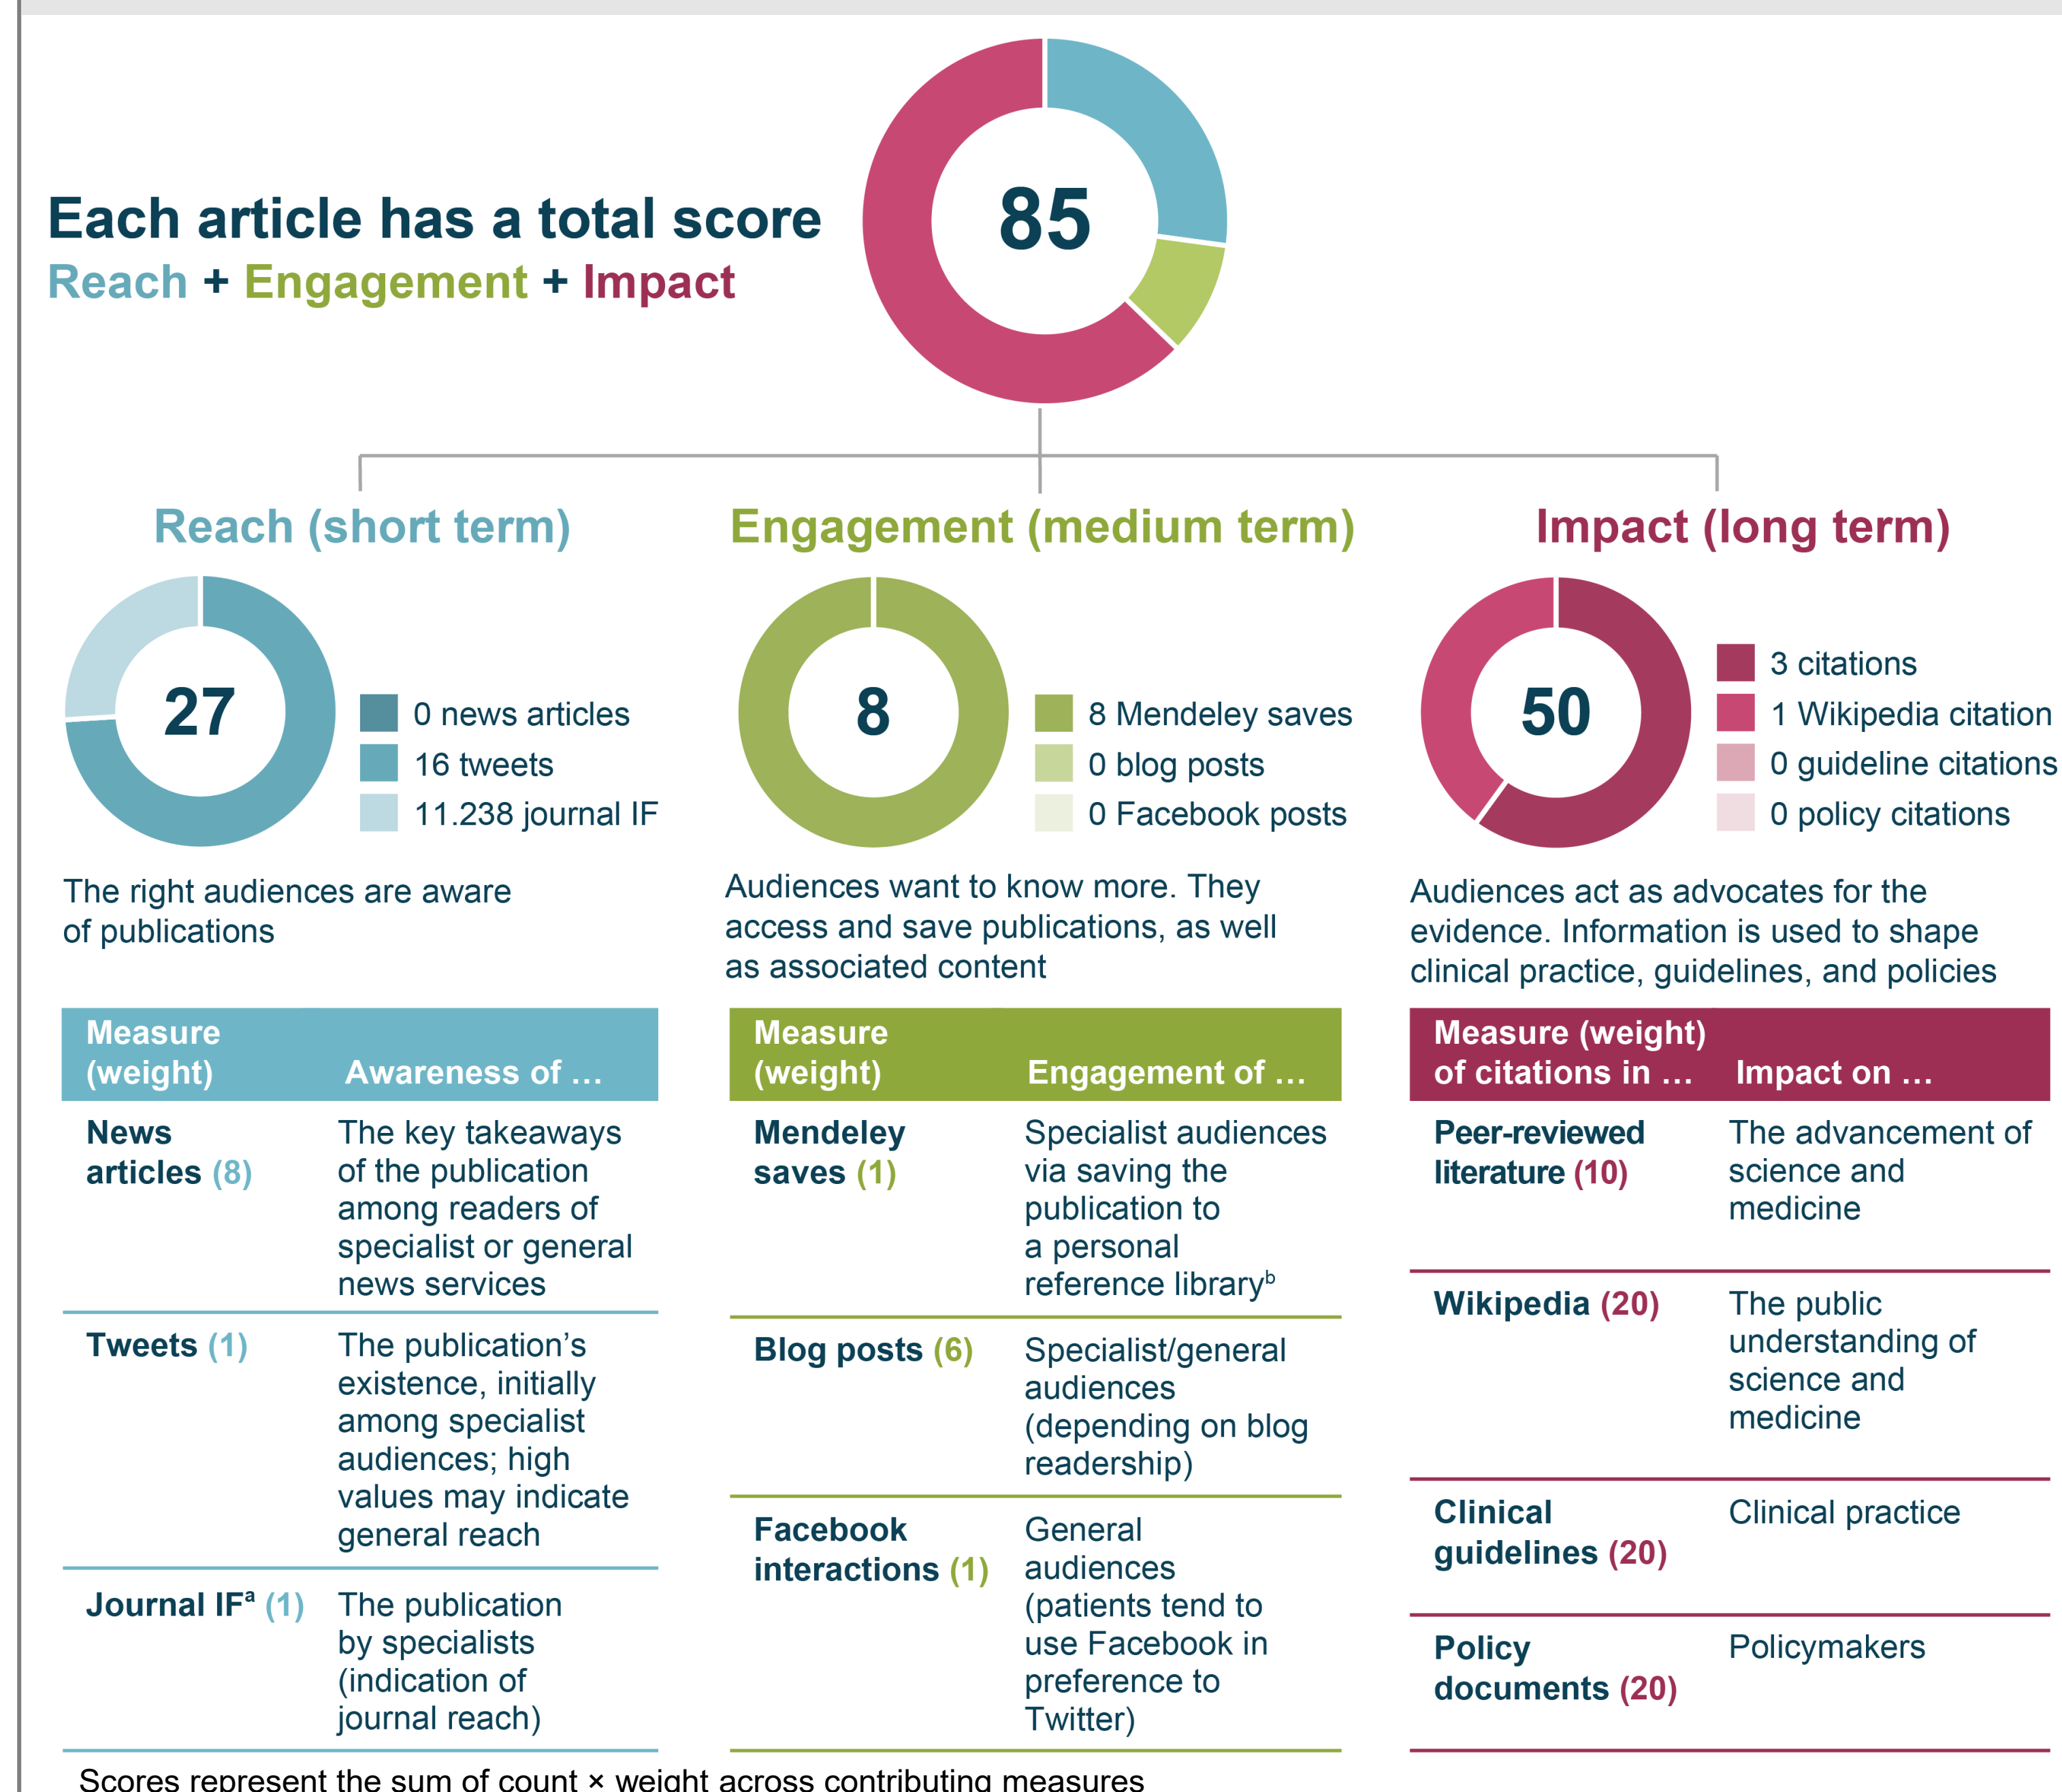 Each article has a total score
Reach + Engagement + Impact
85
Reach (short term)
27
0 news articles
16 tweets
11.238 journal IF
The right audiences are aware
of publications
Measure
(weight)
Awareness of …
News
articles (8)
The key takeaways
of the publication
among readers of
specialist or general
news services
Tweets (1)
The publication’s
existence, initially
among specialist
audiences; high
values may indicate
general reach
Journal IFᵃ (1)
The publication
by specialists
(indication of
journal reach)
Engagement (medium term)
8
8 Mendeley saves
0 blog posts
0 Facebook posts
Audiences want to know more. They
access and save publications, as well
as associated content
Measure
(weight)
Engagement of …
Mendeley
saves (1)
Specialist audiences
via saving the
publication to
a personal
reference libraryᵇ
Blog posts (6)
Specialist/general
audiences
(depending on blog
readership)
Facebook
interactions (1)
General
audiences
(patients tend to
use Facebook in
preference to
Twitter)
Impact (long term)
50
3 citations
1 Wikipedia citation
0 guideline citations
0 policy citations
Audiences act as advocates for the
evidence. Information is used to shape
clinical practice, guidelines, and policies
Measure (weight)
of citations in …
Impact on …
Peer-reviewed
literature (10)
The advancement of
science and
medicine
Wikipedia (20)
The public
understanding of
science and
medicine
Clinical
guidelines (20)
Clinical practice
Policy
documents (20)
Policymakers
Scores represent the sum of count × weight across contributing measures